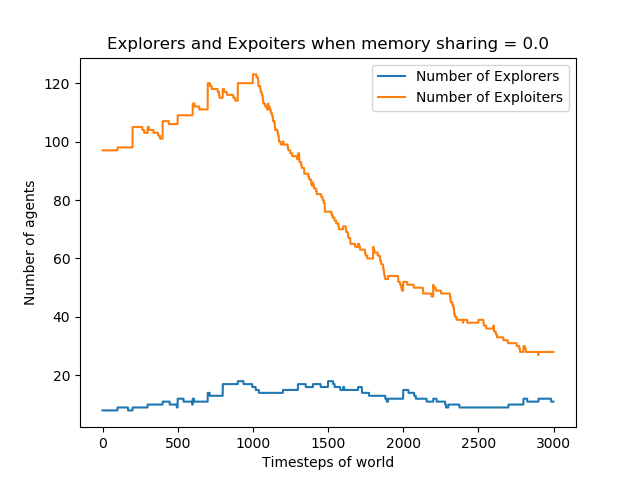 Explorers and Expoiters when memory sharing = 0.0
Number of Explorers
Number of Exploiters
Number of agents
120
100
80
60
40
20
0 500 1000 1500 2000 2500 3000
Timesteps of world